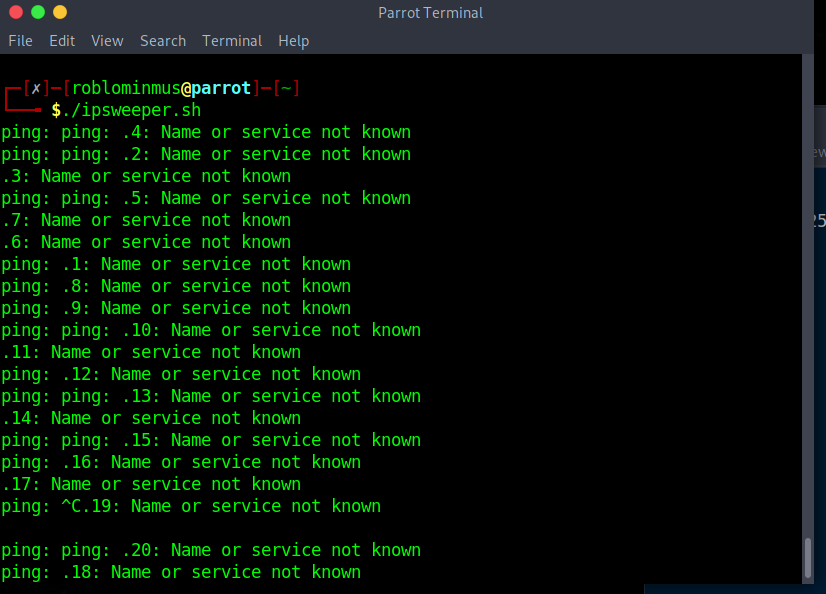 Parrot Terminal
File Edit View Search Terminal Help
┌─[✗]─[roblominmus@parrot]─[~]
└──╼ $./ipsweeper.sh
ping: ping: .4: Name or service not known
ping: ping: .2: Name or service not known
.3: Name or service not known
ping: ping: .5: Name or service not known
.7: Name or service not known
.6: Name or service not known
ping: .1: Name or service not known
ping: .8: Name or service not known
ping: .9: Name or service not known
ping: ping: .10: Name or service not known
.11: Name or service not known
ping: .12: Name or service not known
ping: ping: .13: Name or service not known
.14: Name or service not known
ping: ping: .15: Name or service not known
ping: .16: Name or service not known
.17: Name or service not known
ping: ^C.19: Name or service not known
ping: ping: .20: Name or service not known
ping: .18: Name or service not known
25